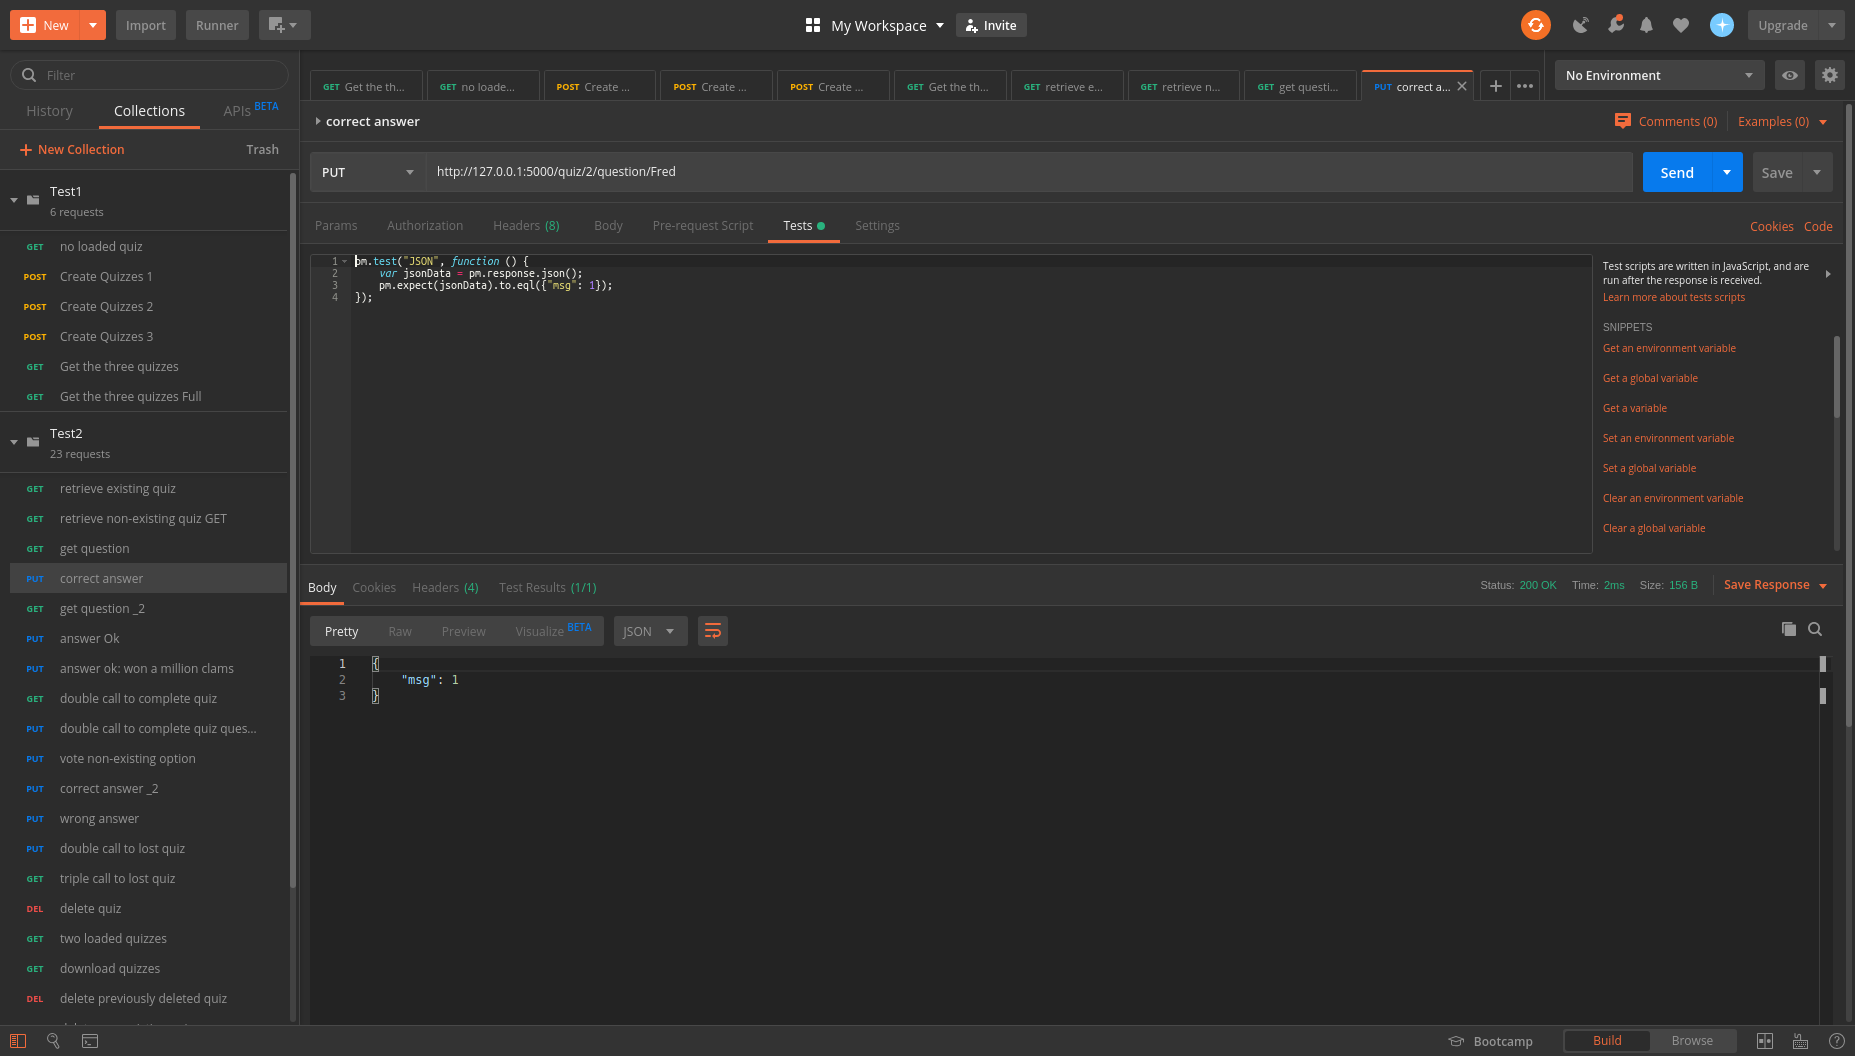 New
Import
Runner
My Workspace
Invite
Upgrade
Filter
History
Collections
APIs BETA
New Collection
Trash
Test1
6 requests
GET no loaded quiz
POST Create Quizzes 1
POST Create Quizzes 2
POST Create Quizzes 3
GET Get the three quizzes
GET Get the three quizzes Full
Test2
23 requests
GET retrieve existing quiz
GET retrieve non-existing quiz GET
GET get question
PUT correct answer
GET get question _2
PUT answer Ok
PUT answer ok: won a million clams
GET double call to complete quiz
PUT double call to complete quiz ques...
PUT vote non-existing option
PUT correct answer _2
PUT wrong answer
PUT double call to lost quiz
GET triple call to lost quiz
DEL delete quiz
GET two loaded quizzes
GET download quizzes
DEL delete previously deleted quiz
GET Get the th...
GET no loade...
POST Create ...
POST Create ...
POST Create ...
GET Get the th...
GET retrieve e...
GET retrieve n...
GET get questi...
PUT correct a...
No Environment
correct answer
Comments (0)
Examples (0)
PUT
http://127.0.0.1:5000/quiz/2/question/Fred
Send
Save
Params
Authorization
Headers (8)
Body
Pre-request Script
Tests
Settings
Cookies
Code
1 pm.test("JSON", function () {
2 var jsonData = pm.response.json();
3 pm.expect(jsonData).to.eql({"msg": 1});
4 });
Test scripts are written in JavaScript, and are
run after the response is received.
Learn more about tests scripts
SNIPPETS
Get an environment variable
Get a global variable
Get a variable
Set an environment variable
Set a global variable
Clear an environment variable
Clear a global variable
Body
Cookies
Headers (4)
Test Results (1/1)
Status: 200 OK
Time: 2ms
Size: 156 B
Save Response
Pretty
Raw
Preview
Visualize BETA
JSON
1 {
2 "msg": 1
3 }
Bootcamp
Build
Browse